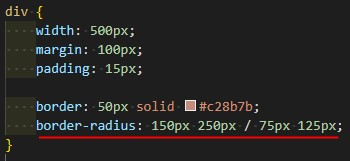 div {
width: 500px;
margin: 100px;
padding: 15px;
border: 50px solid #c28b7b;
border-radius: 150px 250px / 75px 125px;
}